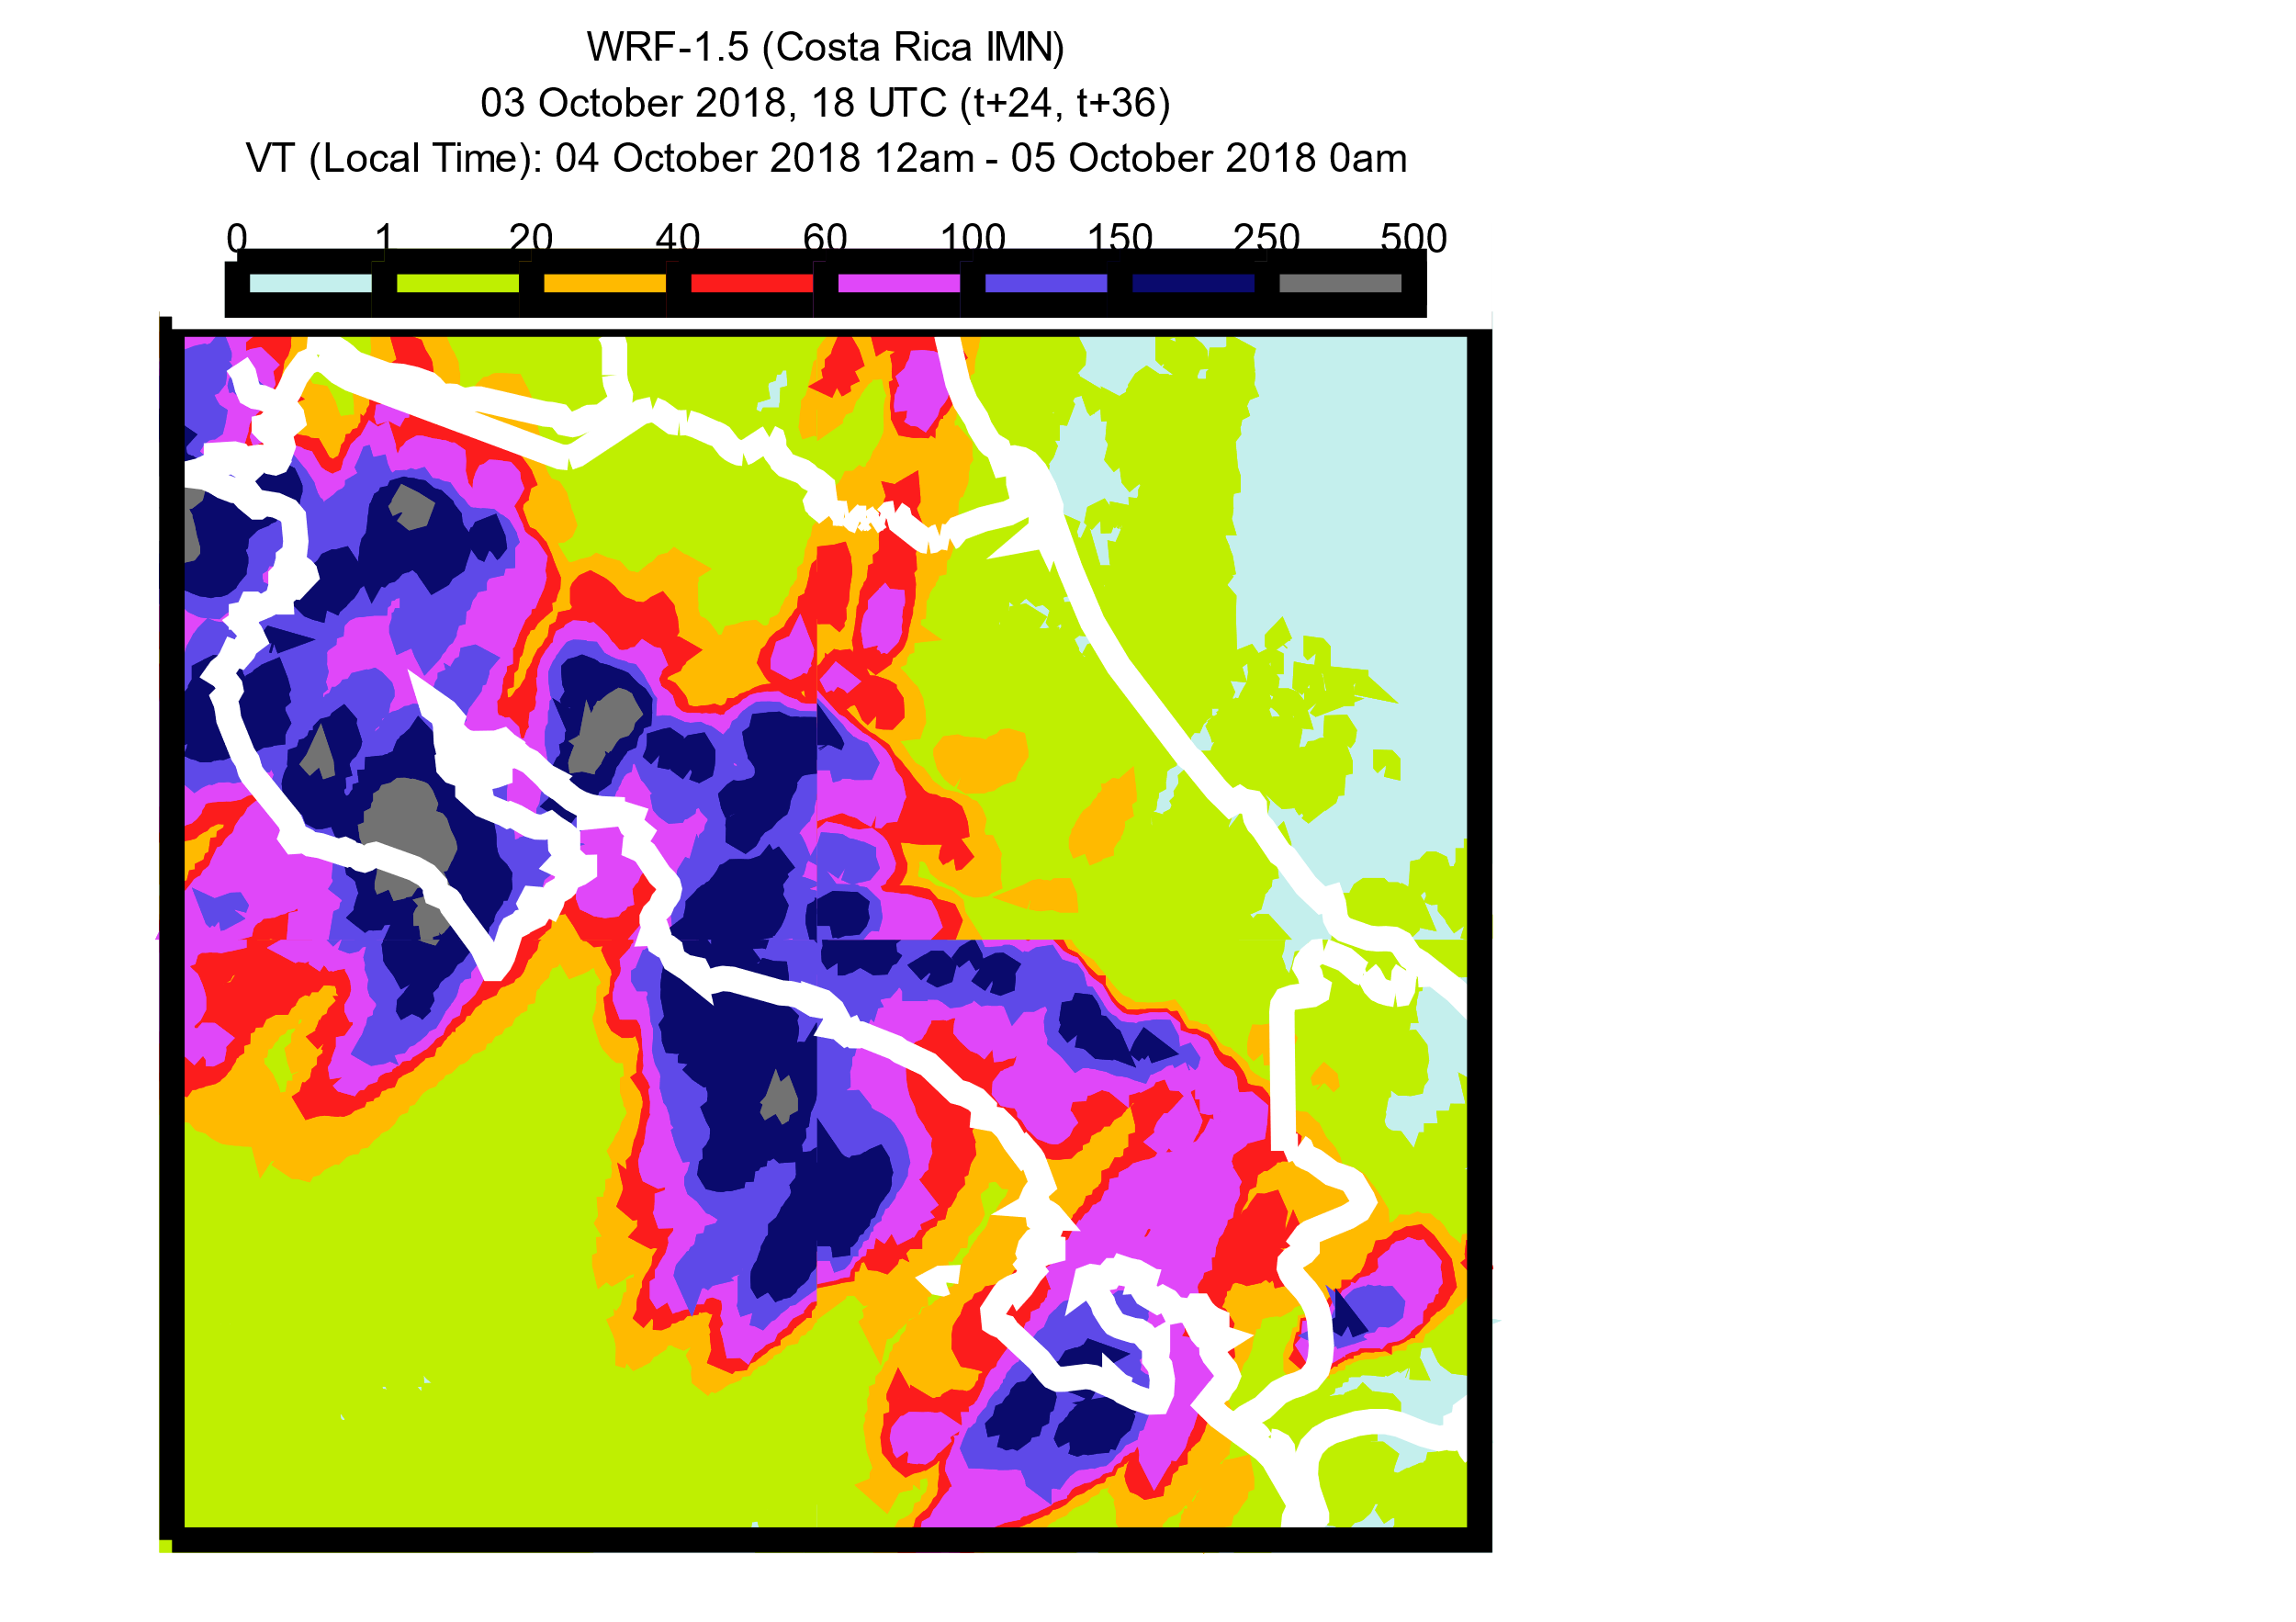 WRF-1.5 (Costa Rica IMN)
03 October 2018, 18 UTC (t+24, t+36)
VT (Local Time): 04 October 2018 12am - 05 October 2018 0am
0 1 20 40 60 100 150 250 500